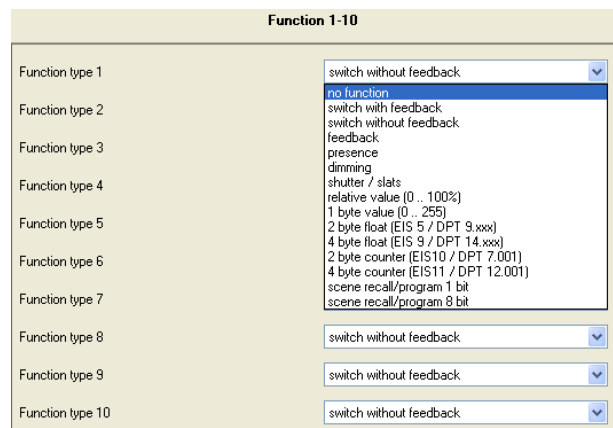 Function 1-10
Function type 1 switch without feedback
no function
Function type 2 switch with feedback
switch without feedback
Function type 3 feedback
presence
dimming
Function type 4 shutter / slats
relative value (0 .. 100%)
Function type 5 1 byte value (0 .. 255)
2 byte float (EIS 5 / DPT 9.xxx)
4 byte float (EIS 9 / DPT 14.xxx)
Function type 6 2 byte counter (EIS10 / DPT 7.001)
4 byte counter (EIS11 / DPT 12.001)
Function type 7 scene recall/program 1 bit
scene recall/program 8 bit
Function type 8 switch without feedback
Function type 9 switch without feedback
Function type 10 switch without feedback